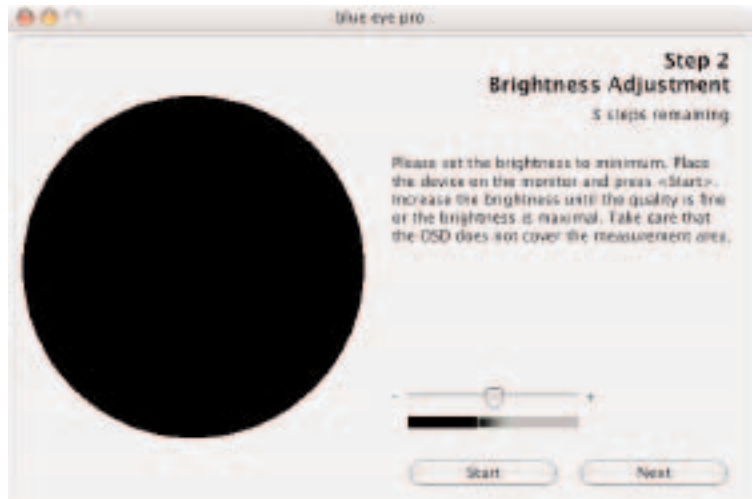 blue eye pro
Step 2
Brightness Adjustment
5 steps remaining
Please set the brightness to minimum. Place
the device on the monitor and press <Start>.
Increase the brightness until the quality is fine
or the brightness is maximal. Take care that
the OSD does not cover the measurement area.
- +
Start Next